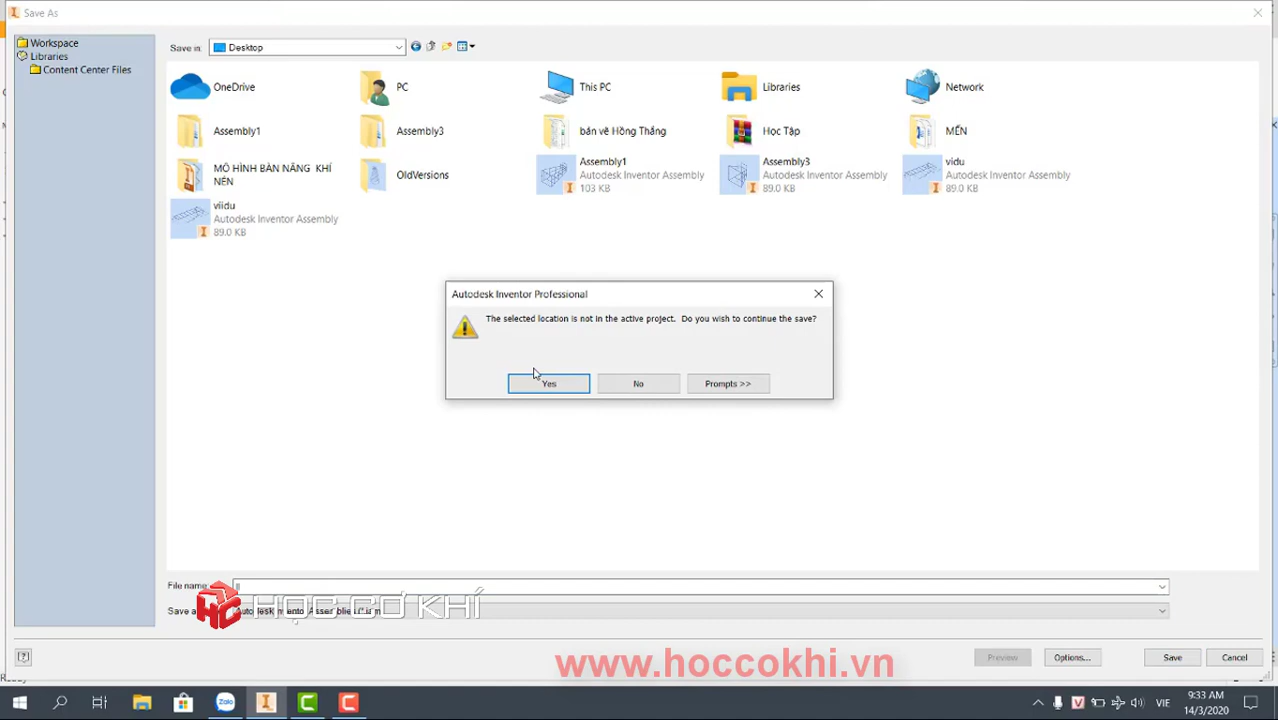 Save As
Workspace
Libraries
Content Center Files
Save in:
Desktop
OneDrive
PC
This PC
Libraries
Network
Assembly1
Assembly3
bản vẽ Hồng Thắng
Học Tập
MẾN
MÔ HÌNH BÀN NÂNG KHÍ
NÉN
OldVersions
Assembly1
Autodesk Inventor Assembly
103 KB
Assembly3
Autodesk Inventor Assembly
89.0 KB
vidu
Autodesk Inventor Assembly
89.0 KB
viidu
Autodesk Inventor Assembly
89.0 KB
Autodesk Inventor Professional
The selected location is not in the active project. Do you wish to continue the save?
Yes
No
Prompts >>
File name:
Save a
HC HỌC CƠ KHÍ
www.hoccokhi.vn
Preview
Options...
Save
Cancel
Zalo
VIE
9:33 AM
14/3/2020